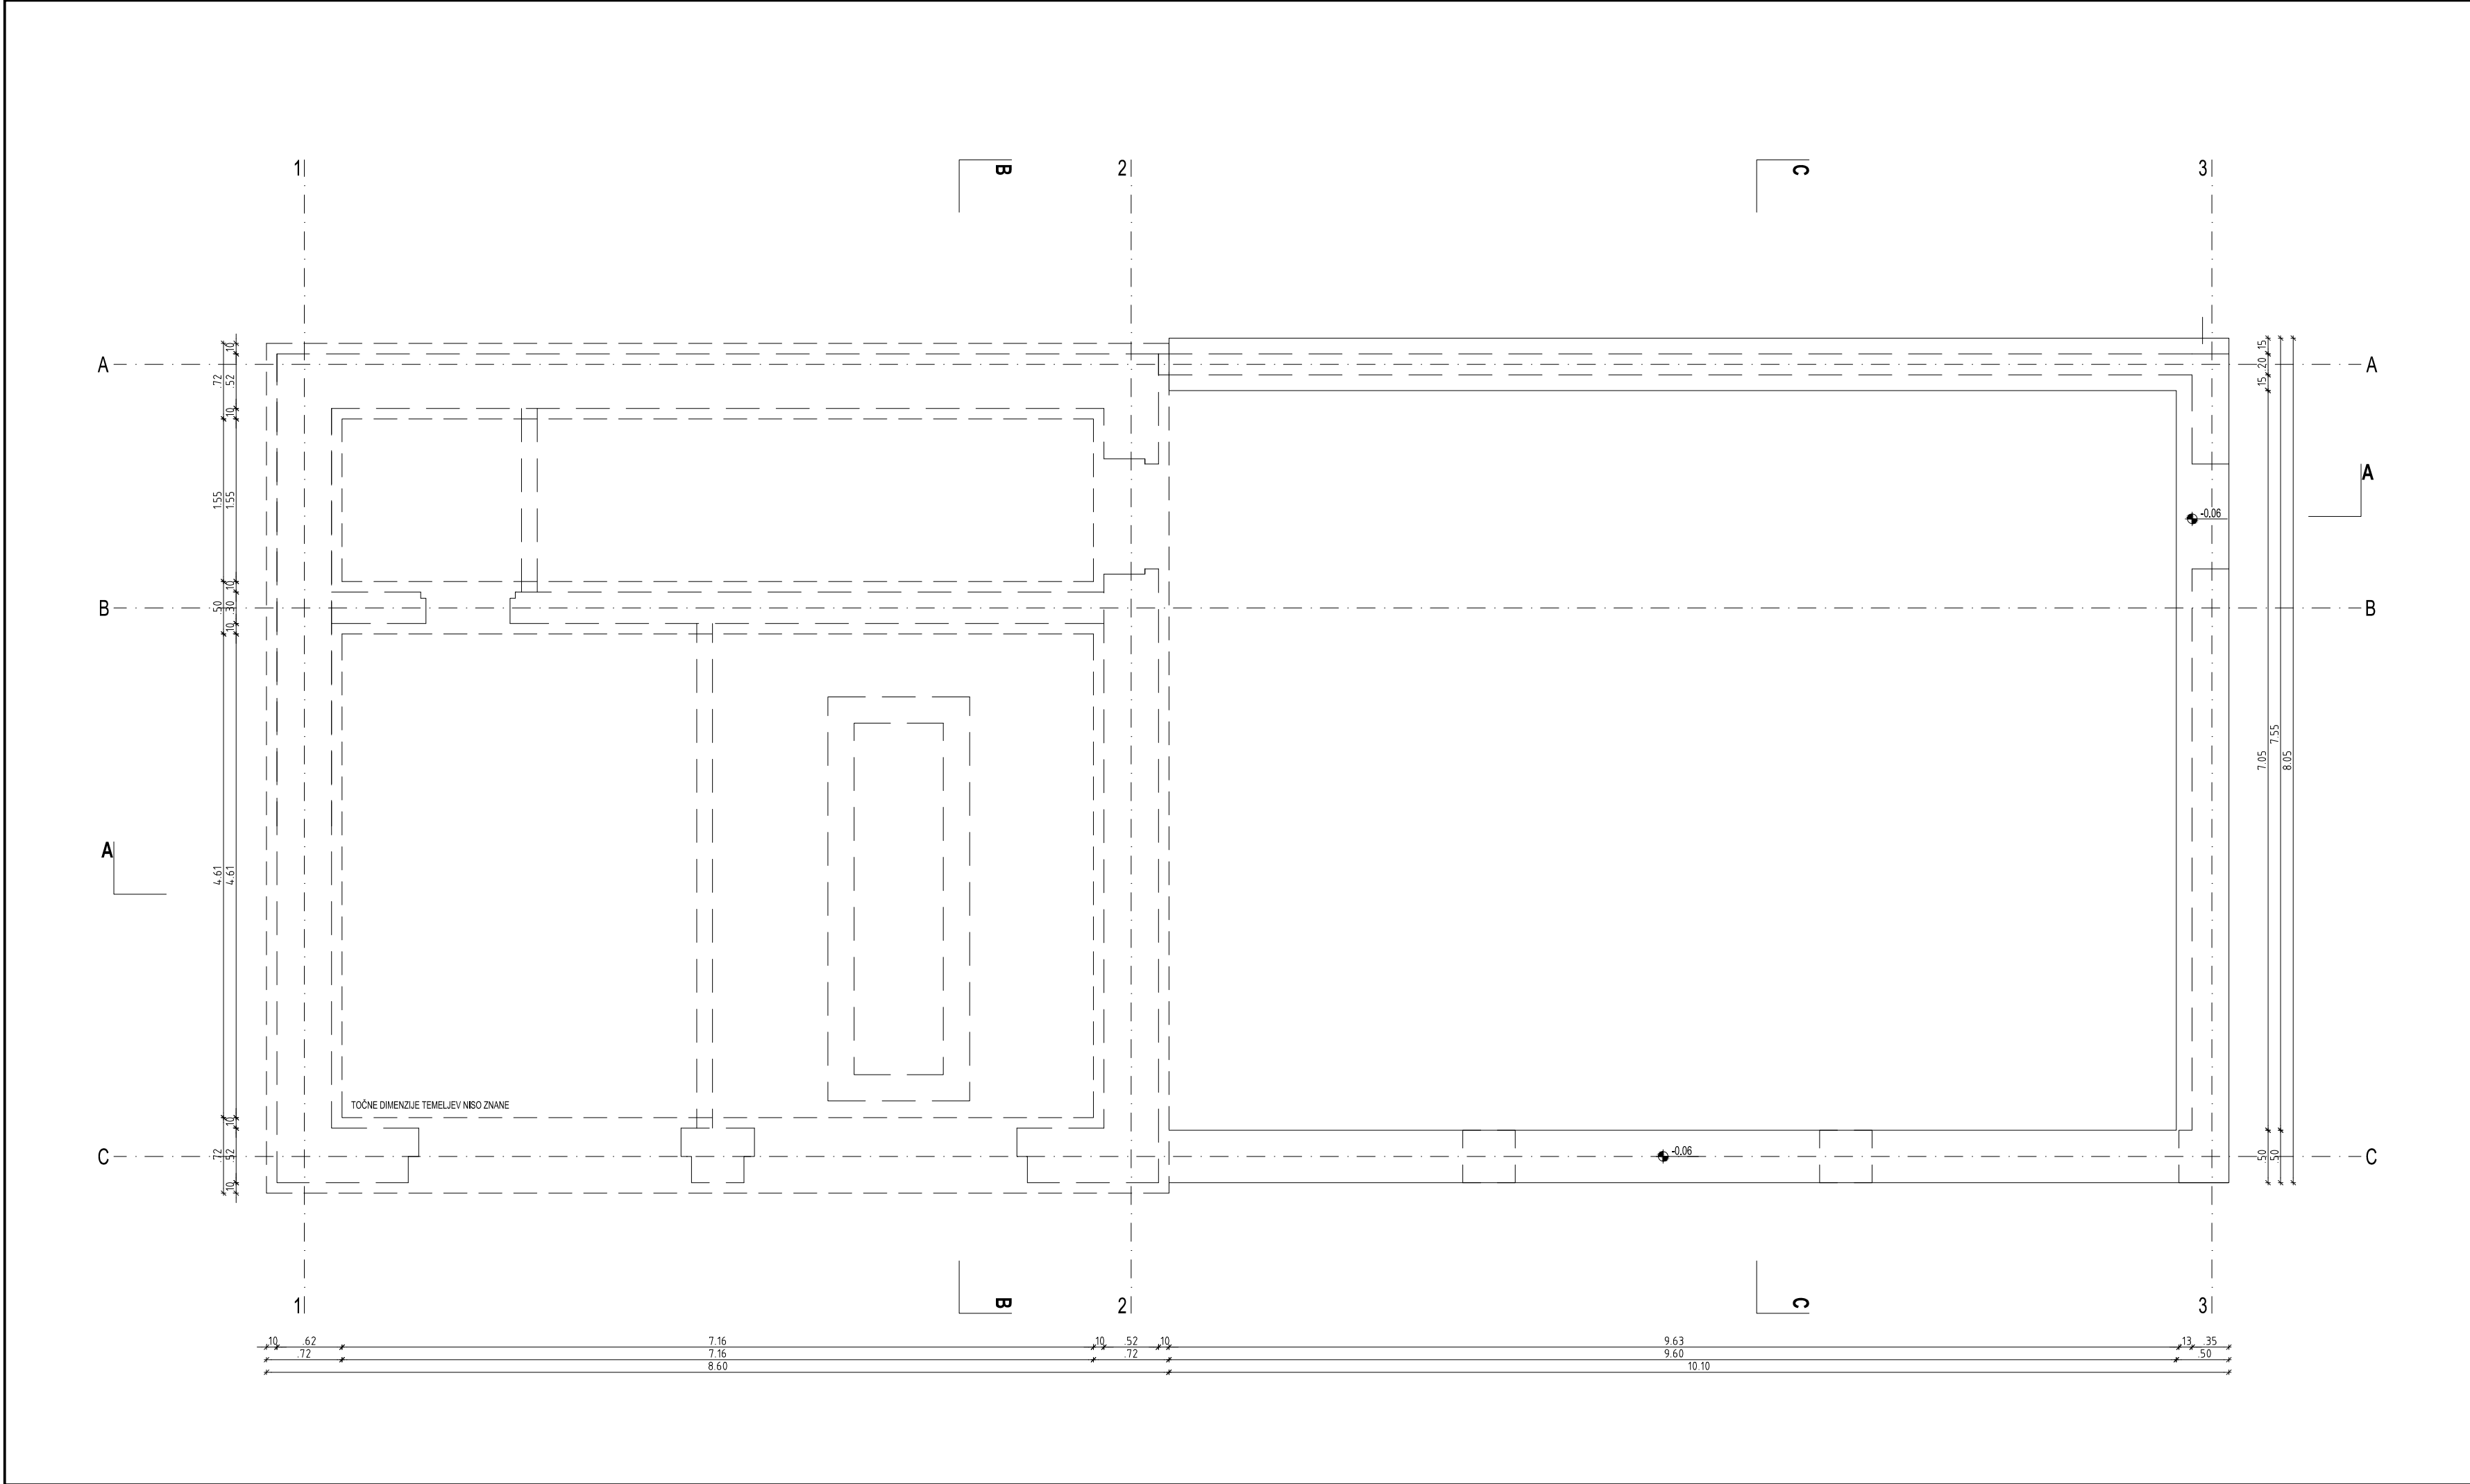 1
B
2
C
3
A
A
.10
.72
.52
.10
1.55
1.55
.10
.50
.30
.10
4.61
4.61
.10
.72
.52
.10
15
20
15
7.05
7.55
8.05
.50
.50
A
-0.06
B
B
A
TOČNE DIMENZIJE TEMELJEV NISO ZNANE
C
-0.06
C
1
B
2
C
3
.10 .62 7.16 .10 .52 .10 9.63 .13 .35
.72 7.16 .72 9.60 .50
8.60 10.10